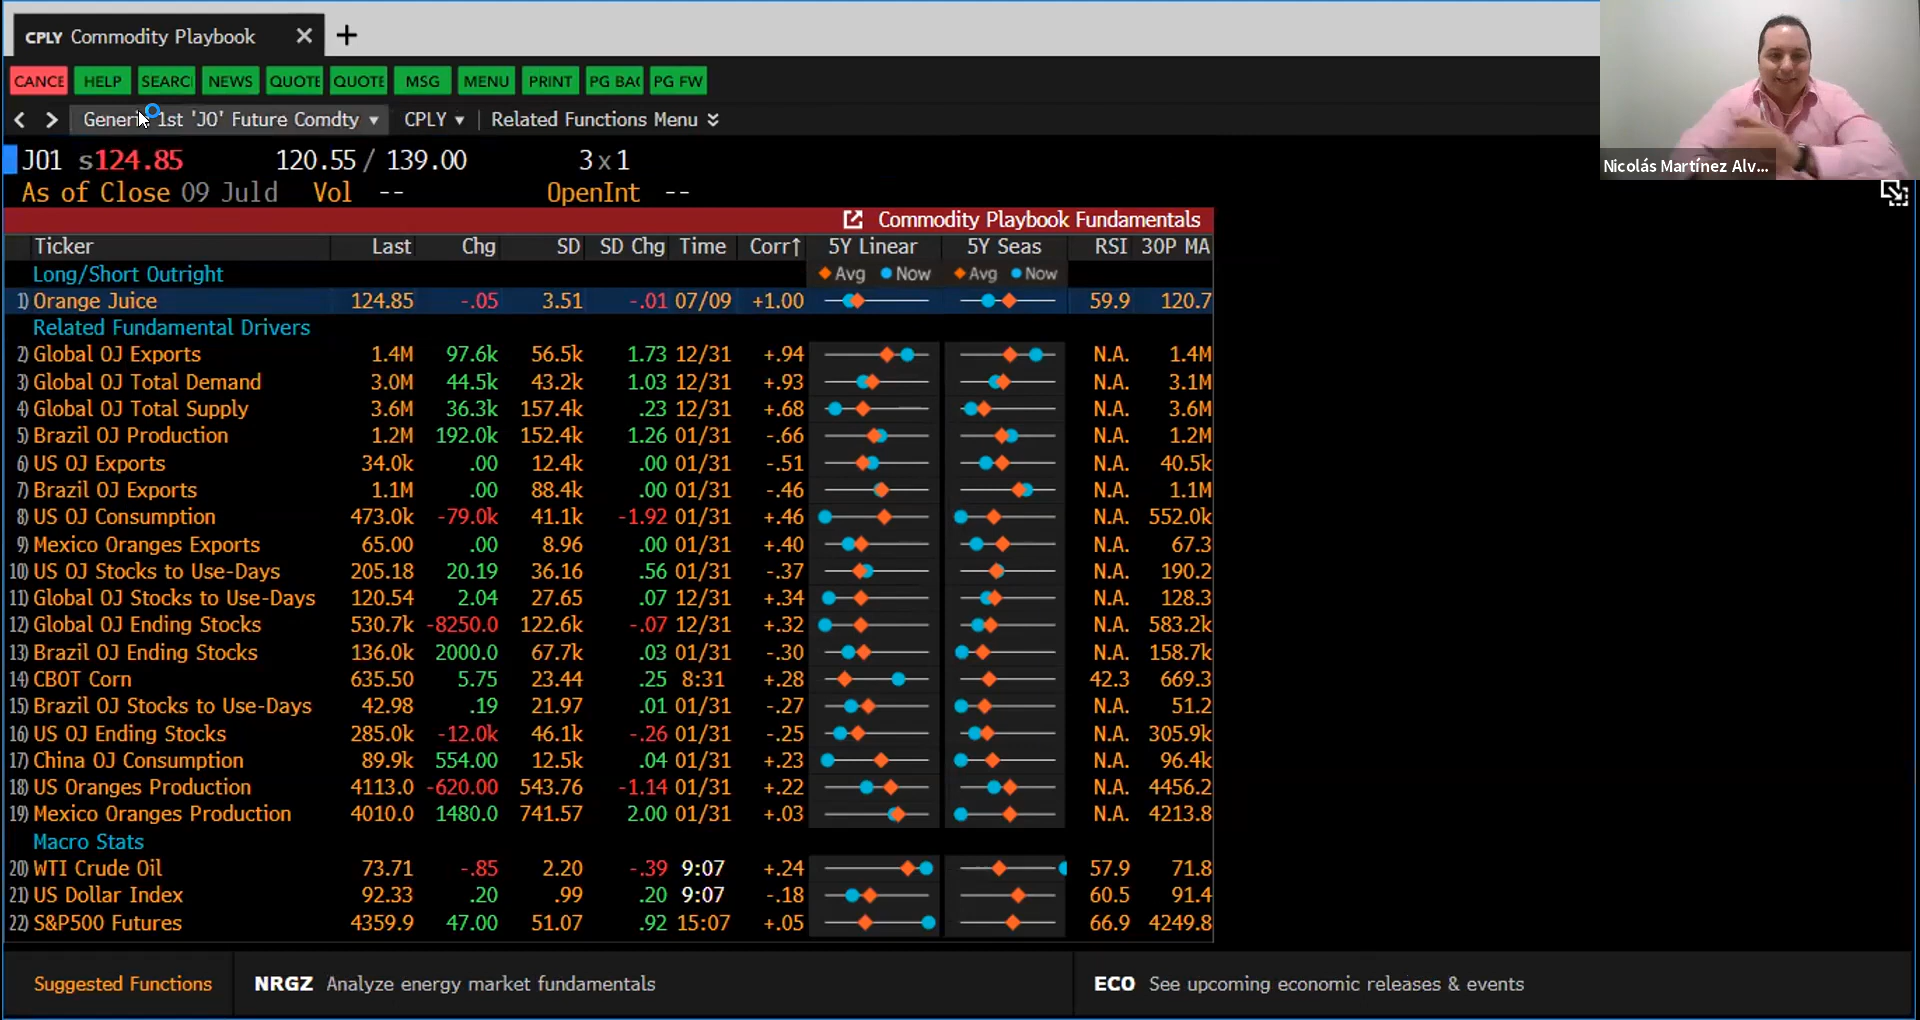 CPLY Commodity Playbook
CANCE HELP SEARC NEWS QUOTE QUOTE MSG MENU PRINT PG BAC PG FW
Generic 1st 'JO' Future Comdty CPLY Related Functions Menu
JO1 s124.85 120.55 / 139.00 3x1
As of Close 09 Juld Vol -- OpenInt --
Nicolás Martínez Alv...
Commodity Playbook Fundamentals
Ticker Last Chg SD SD Chg Time Corr↑ 5Y Linear 5Y Seas RSI 30P MA
Long/Short Outright Avg Now Avg Now
1) Orange Juice 124.85 -.05 3.51 -.01 07/09 +1.00 59.9 120.7
Related Fundamental Drivers
2) Global OJ Exports 1.4M 97.6k 56.5k 1.73 12/31 +.94 N.A. 1.4M
3) Global OJ Total Demand 3.0M 44.5k 43.2k 1.03 12/31 +.93 N.A. 3.1M
4) Global OJ Total Supply 3.6M 36.3k 157.4k .23 12/31 +.68 N.A. 3.6M
5) Brazil OJ Production 1.2M 192.0k 152.4k 1.26 01/31 -.66 N.A. 1.2M
6) US OJ Exports 34.0k .00 12.4k .00 01/31 -.51 N.A. 40.5k
7) Brazil OJ Exports 1.1M .00 88.4k .00 01/31 -.46 N.A. 1.1M
8) US OJ Consumption 473.0k -79.0k 41.1k -1.92 01/31 +.46 N.A. 552.0k
9) Mexico Oranges Exports 65.00 .00 8.96 .00 01/31 +.40 N.A. 67.3
10) US OJ Stocks to Use-Days 205.18 20.19 36.16 .56 01/31 -.37 N.A. 190.2
11) Global OJ Stocks to Use-Days 120.54 2.04 27.65 .07 12/31 +.34 N.A. 128.3
12) Global OJ Ending Stocks 530.7k -8250.0 122.6k -.07 12/31 +.32 N.A. 583.2k
13) Brazil OJ Ending Stocks 136.0k 2000.0 67.7k .03 01/31 -.30 N.A. 158.7k
14) CBOT Corn 635.50 5.75 23.44 .25 8:31 +.28 42.3 669.3
15) Brazil OJ Stocks to Use-Days 42.98 .19 21.97 .01 01/31 -.27 N.A. 51.2
16) US OJ Ending Stocks 285.0k -12.0k 46.1k -.26 01/31 -.25 N.A. 305.9k
17) China OJ Consumption 89.9k 554.00 12.5k .04 01/31 +.23 N.A. 96.4k
18) US Oranges Production 4113.0 -620.00 543.76 -1.14 01/31 +.22 N.A. 4456.2
19) Mexico Oranges Production 4010.0 1480.0 741.57 2.00 01/31 +.03 N.A. 4213.8
Macro Stats
20) WTI Crude Oil 73.71 -.85 2.20 -.39 9:07 +.24 57.9 71.8
21) US Dollar Index 92.33 .20 .99 .20 9:07 -.18 60.5 91.4
22) S&P500 Futures 4359.9 47.00 51.07 .92 15:07 +.05 66.9 4249.8
Suggested Functions NRGZ Analyze energy market fundamentals ECO See upcoming economic releases & events